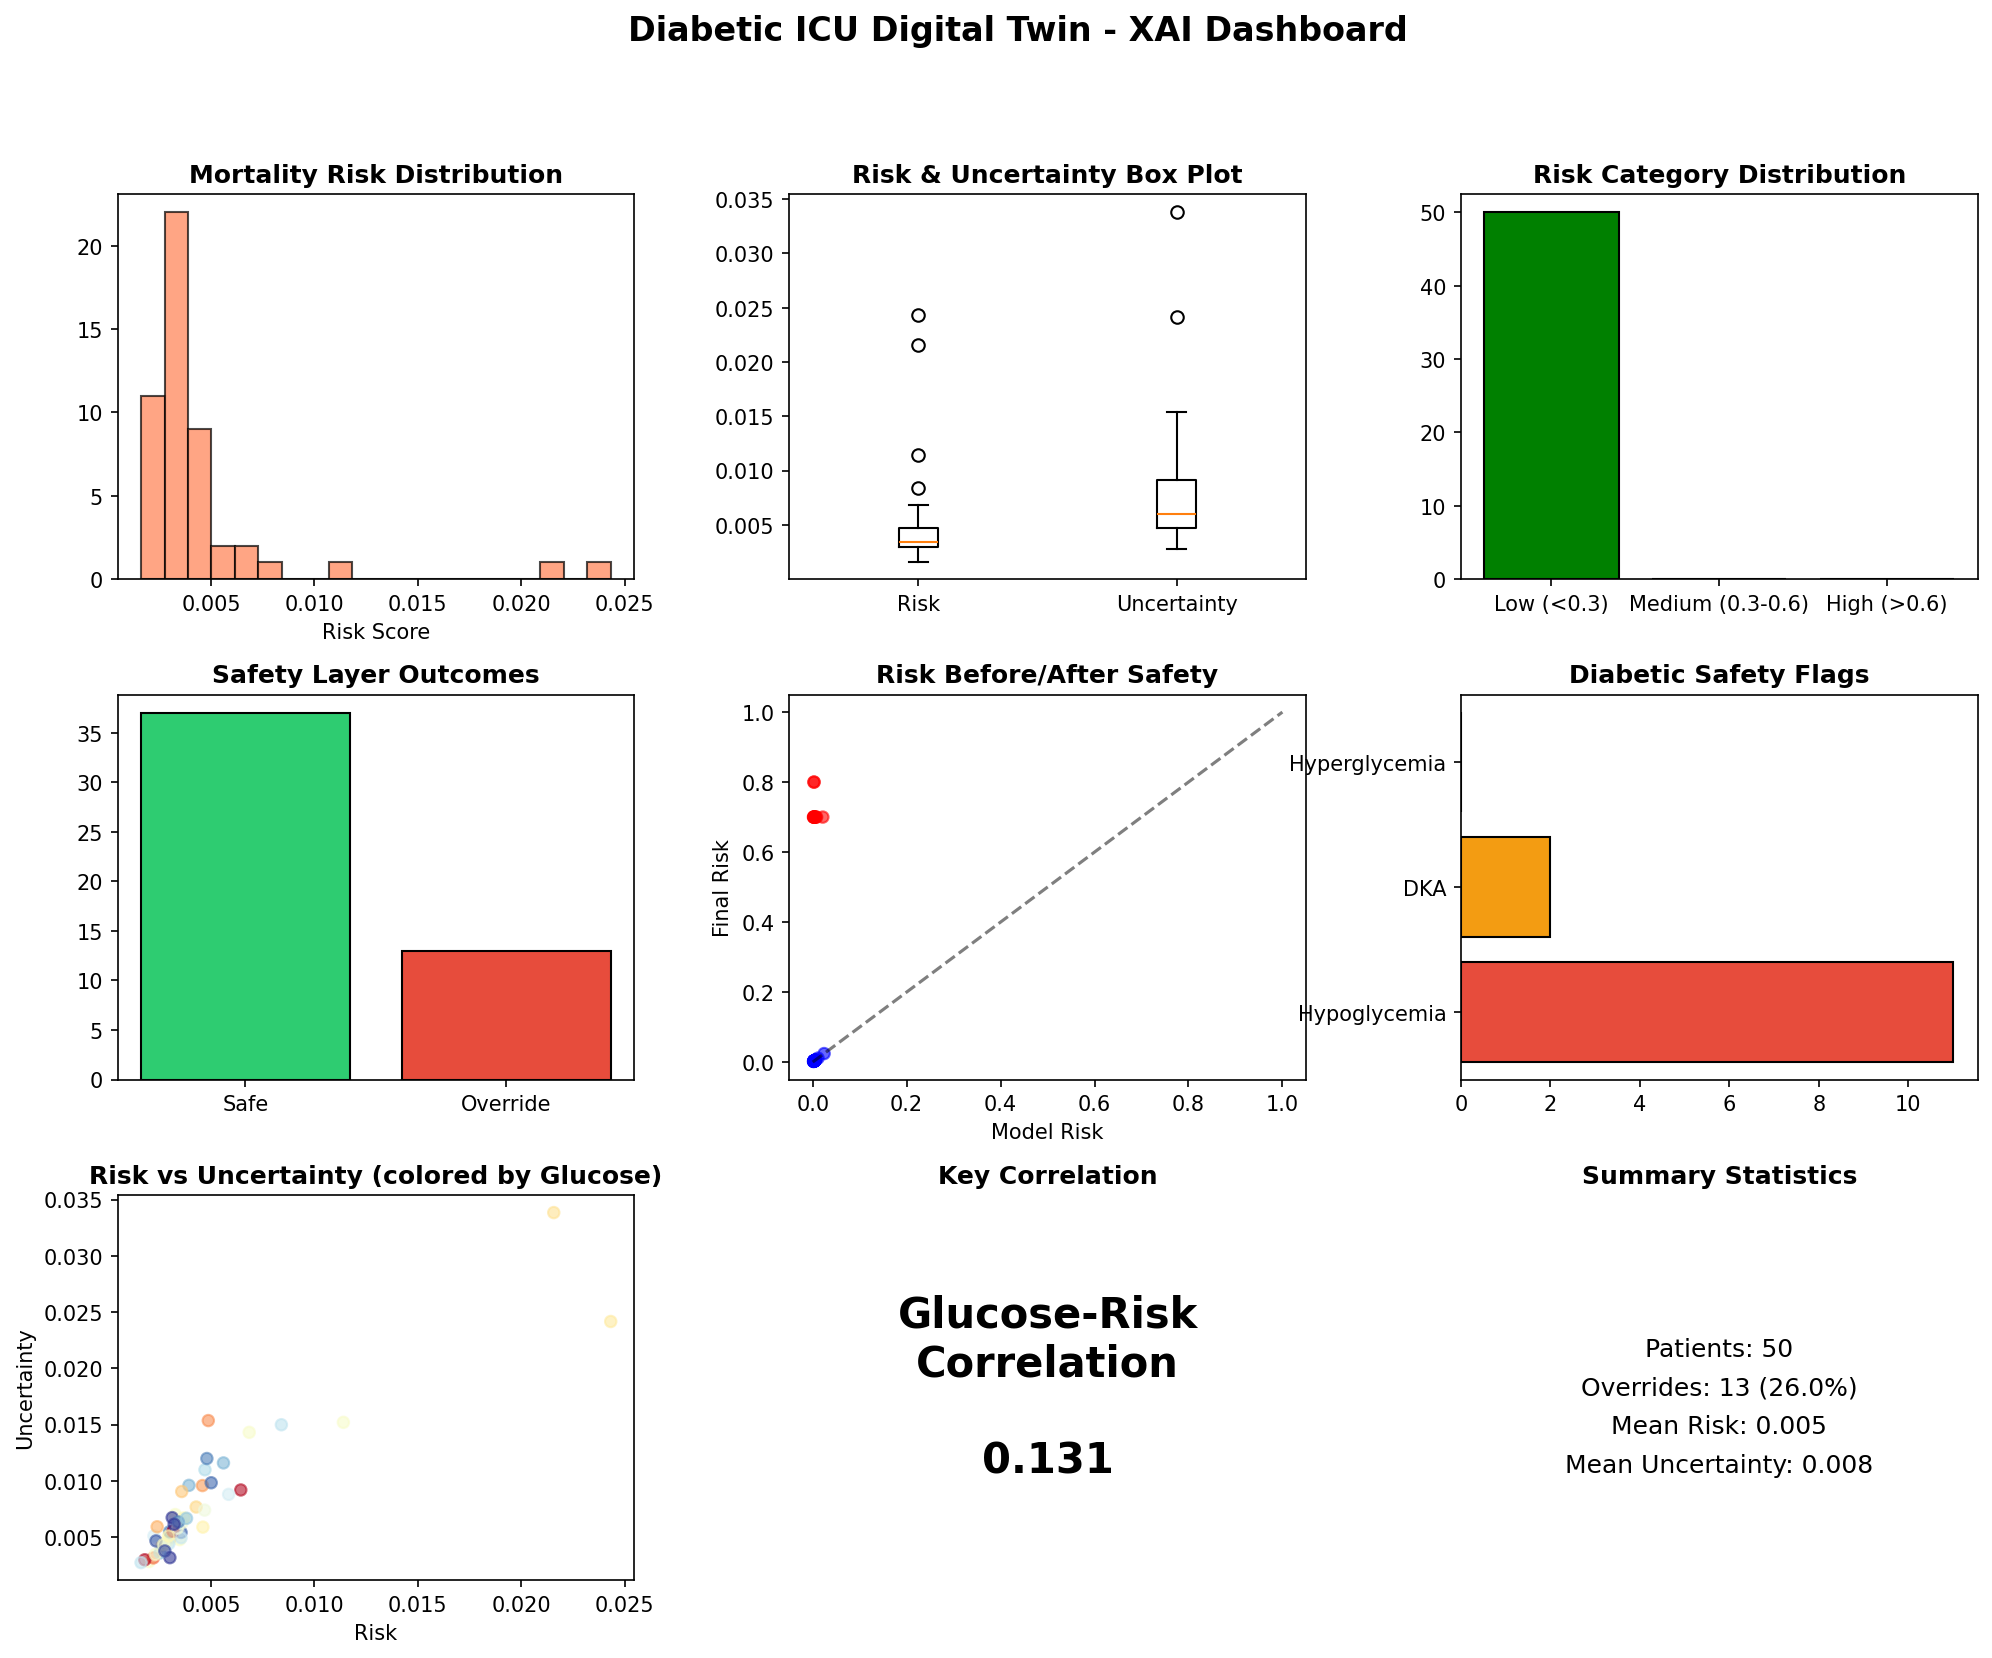 Diabetic ICU Digital Twin - XAI Dashboard
Mortality Risk Distribution
20
15
10
5
0
0.005 0.010 0.015 0.020 0.025
Risk Score
Risk & Uncertainty Box Plot
0.035
0.030
0.025
0.020
0.015
0.010
0.005
Risk Uncertainty
Risk Category Distribution
50
40
30
20
10
0
Low (<0.3) Medium (0.3-0.6) High (>0.6)
Safety Layer Outcomes
35
30
25
20
15
10
5
0
Safe Override
Risk Before/After Safety
Final Risk
1.0
0.8
0.6
0.4
0.2
0.0
0.0 0.2 0.4 0.6 0.8 1.0
Model Risk
Diabetic Safety Flags
Hyperglycemia
DKA
Hypoglycemia
0 2 4 6 8 10
Risk vs Uncertainty (colored by Glucose)
Uncertainty
0.035
0.030
0.025
0.020
0.015
0.010
0.005
0.005 0.010 0.015 0.020 0.025
Risk
Key Correlation
Glucose-Risk
Correlation
0.131
Summary Statistics
Patients: 50
Overrides: 13 (26.0%)
Mean Risk: 0.005
Mean Uncertainty: 0.008